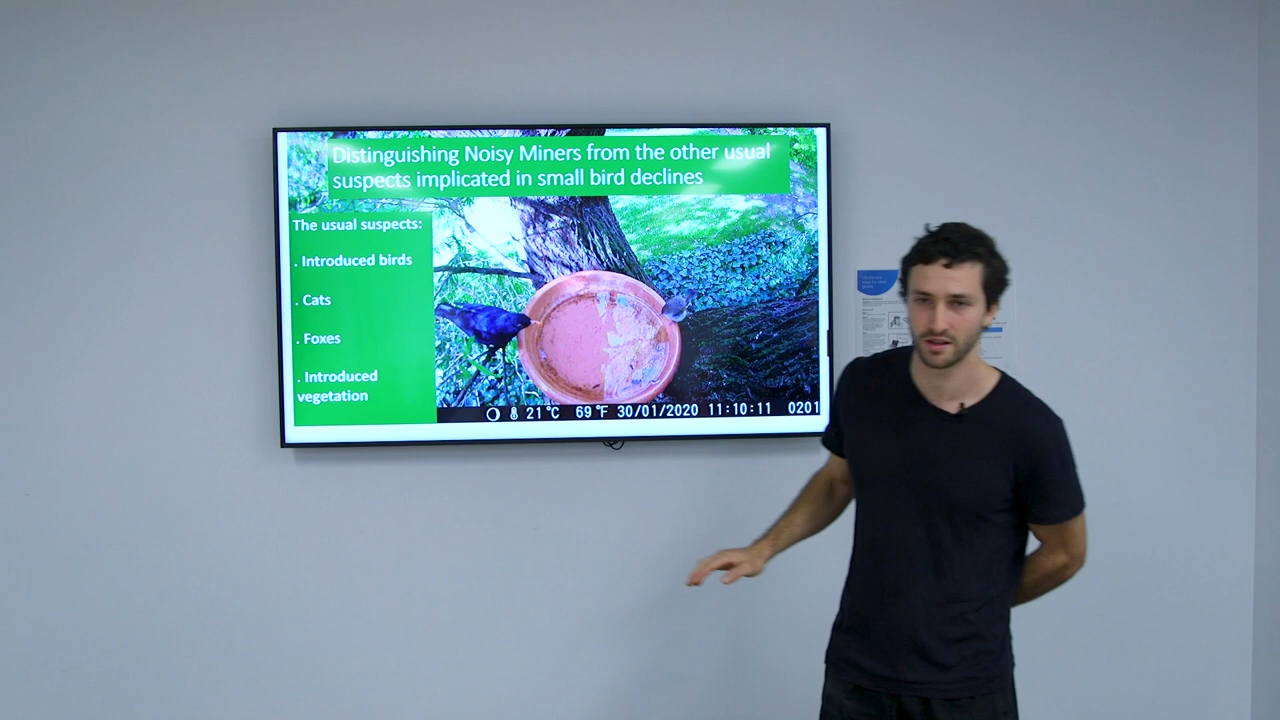 Distinguishing Noisy Miners from the other usual
suspects implicated in small bird declines
The usual suspects:
. Introduced birds
. Cats
. Foxes
. Introduced
vegetation
21°C 69°F 30/01/2020 11:10:11 0201